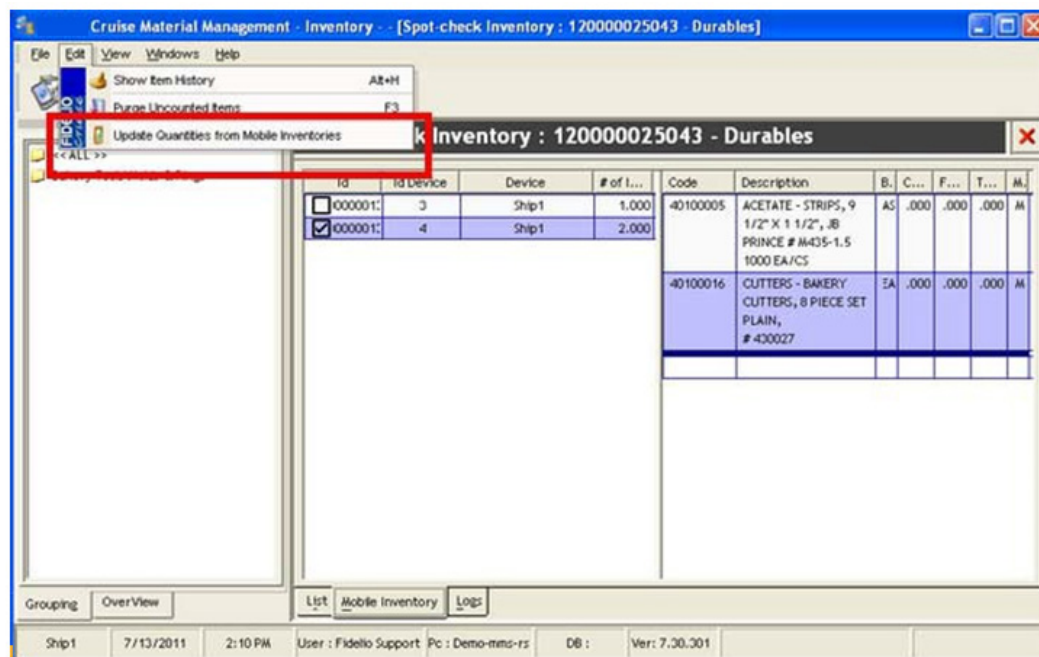 Cruise Material Management - Inventory - - [Spot-check Inventory : 120000025043 - Durables]
File Edit View Windows Help
Show Item History Alt+H
Purge Uncounted Items F3
Update Quantities from Mobile Inventories
FIDELIO
k Inventory : 120000025043 - Durables
<<ALL>>
Id Id Device Device # of I... Code Description B. C... F... T... M.
000001: 3 Ship1 1.000 40100005 ACETATE - STRIPS, 9 AS .000 .000 .000 M
1/2" X 1 1/2", JB
PRINCE # M435-1.5
1000 EA/CS
000001: 4 Ship1 2.000
40100016 CUTTERS - BAKERY EA .000 .000 .000 M
CUTTERS, 8 PIECE SET
PLAIN,
# 430027
Grouping OverView List Mobile Inventory Logs
Ship1 7/13/2011 2:10 PM User : Fidelio Support Pc : Demo-mms-rs DB : Ver: 7.30.301